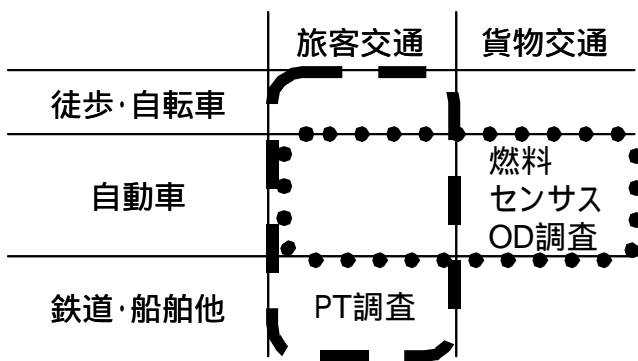 旅客交通 貨物交通
徒歩･自転車
自動車
燃料
センサス
OD調査
鉄道･船舶他 PT調査